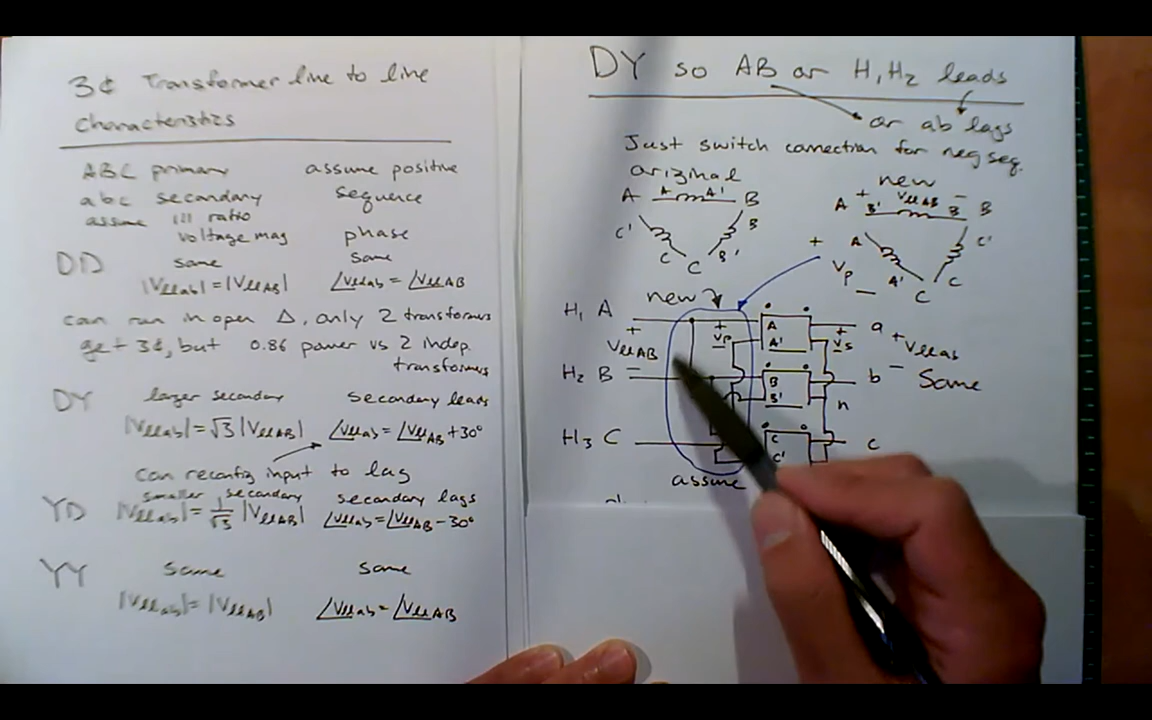 3¢ Transformer line to line
Characteristics
ABC primary assume positive
abc secondary sequence
assume 1:1 ratio
voltage mag phase
DD same same
|Vllab| = |VllAB| ∠Vllab = ∠VllAB
can run in open Δ, only 2 transformers
get 3¢, but 0.86 power vs 2 indep.
transformers
DY larger secondary secondary leads
|Vllab| = √3 |VllAB| ∠Vllab = ∠VllAB + 30°
can reconfig input to lag
YD smaller secondary secondary lags
|Vllab| = 1/√3 |VllAB| ∠Vllab = ∠VllAB - 30°
YY same same
|Vllab| = |VllAB| ∠Vllab = ∠VllAB
DY so AB or H1H2 leads
or ab lags
Just switch connection for neg seq.
original new
A A A' B
C' B
C C B'
A + B' VllAB B - B
A C'
A' C C
+ Vp -
new
H1 A + Vp - A A' + Vs - a +
VllAB Vllab
H2 B - B B' b - Same
n
H3 C C C' c
assume